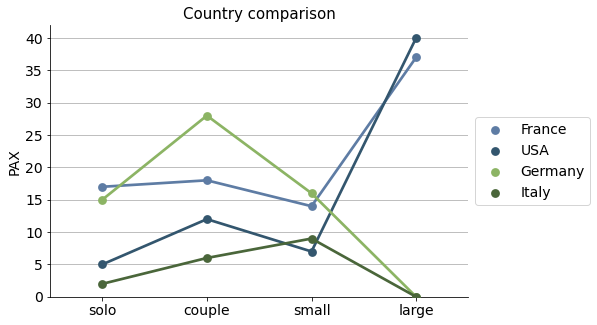 Country comparison
PAX
40
35
30
25
20
15
10
5
0
solo couple small large
France
USA
Germany
Italy